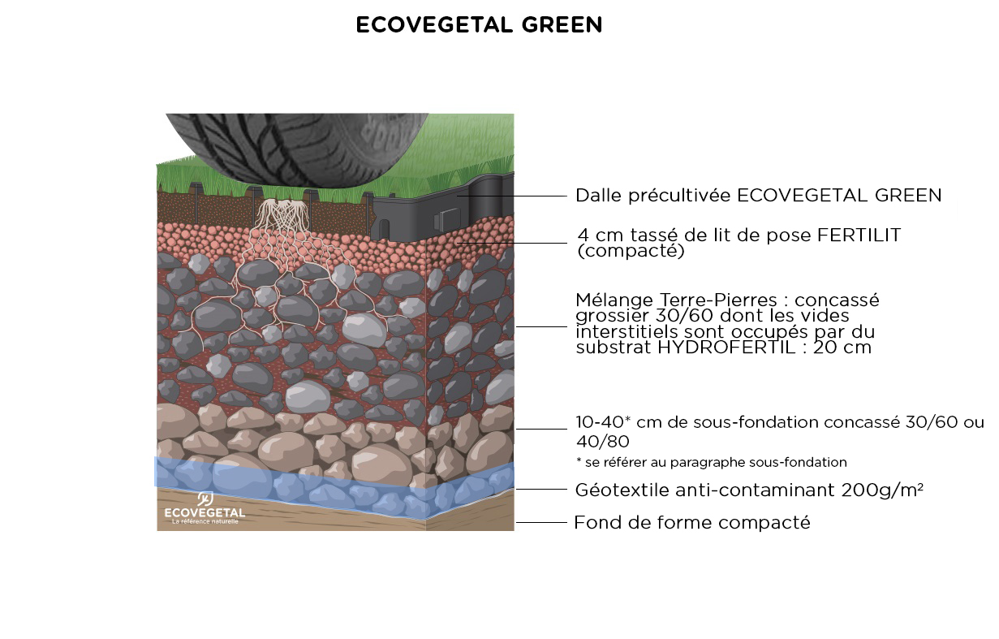 ECOVEGETAL GREEN
Dalle précultivée ECOVEGETAL GREEN
4 cm tassé de lit de pose FERTILIT
(compacté)
Mélange Terre-Pierres : concassé
grossier 30/60 dont les vides
interstitiels sont occupés par du
substrat HYDROFERTIL : 20 cm
10-40* cm de sous-fondation concassé 30/60 ou
40/80
* se référer au paragraphe sous-fondation
Géotextile anti-contaminant 200g/m²
Fond de forme compacté
ECOVEGETAL
La référence naturelle